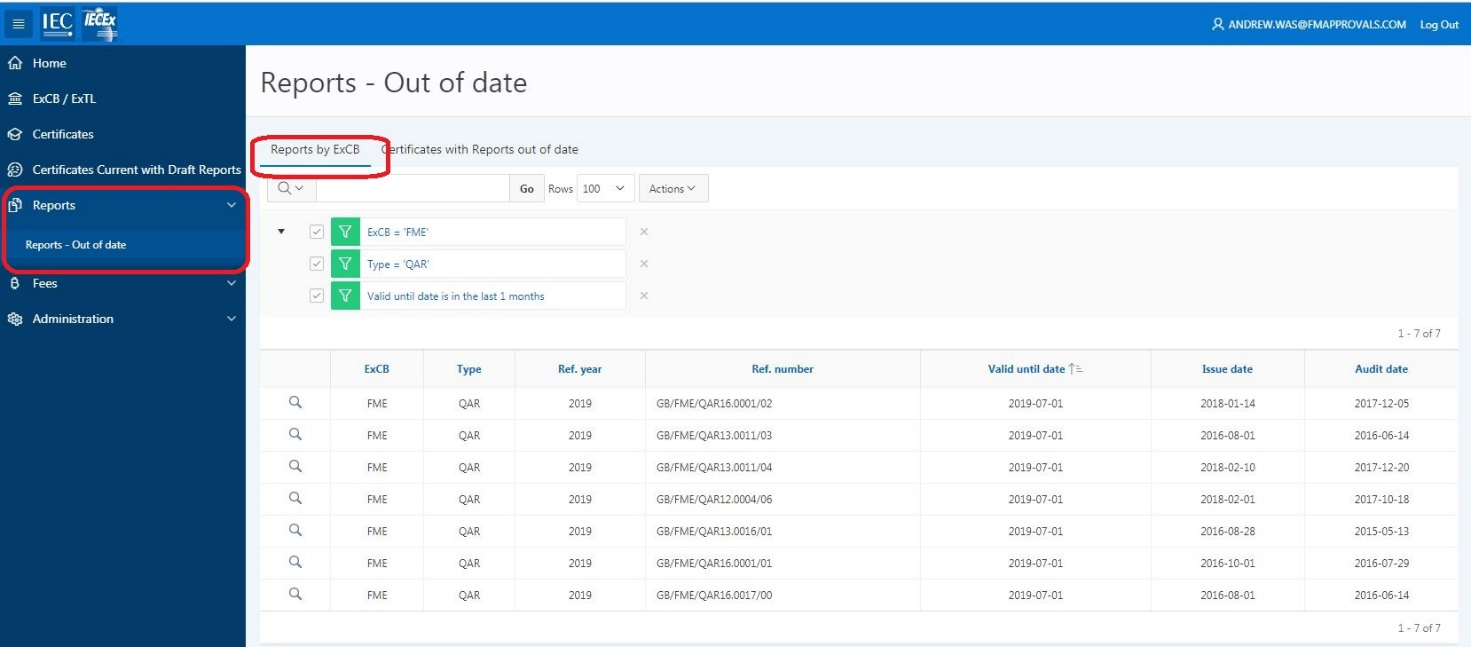 IEC IECEx
ANDREW.WAS@FMAPPROVALS.COM Log Out
Home
ExCB / ExTL
Certificates
Certificates Current with Draft Reports
Reports
Reports - Out of date
Fees
Administration
Reports - Out of date
Reports by ExCB Certificates with Reports out of date
Go Rows 100 Actions
ExCB = 'FME'
Type = 'QAR'
Valid until date is in the last 1 months
1 - 7 of 7
ExCB Type Ref. year Ref. number Valid until date Issue date Audit date
FME QAR 2019 GB/FME/QAR16.0001/02 2019-07-01 2018-01-14 2017-12-05
FME QAR 2019 GB/FME/QAR13.0011/03 2019-07-01 2016-08-01 2016-06-14
FME QAR 2019 GB/FME/QAR13.0011/04 2019-07-01 2018-02-10 2017-12-20
FME QAR 2019 GB/FME/QAR12.0004/06 2019-07-01 2018-02-01 2017-10-18
FME QAR 2019 GB/FME/QAR13.0016/01 2019-07-01 2016-08-28 2015-05-13
FME QAR 2019 GB/FME/QAR16.0001/01 2019-07-01 2016-10-01 2016-07-29
FME QAR 2019 GB/FME/QAR16.0017/00 2019-07-01 2016-08-01 2016-06-14
1 - 7 of 7